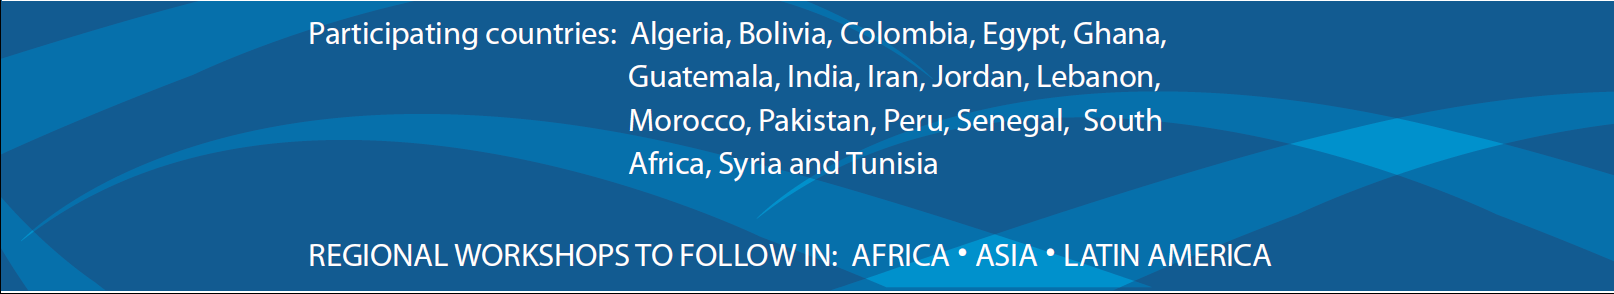 Participating countries:  Algeria, Bolivia, Colombia, Egypt, Ghana,
Guatemala, India, Iran, Jordan, Lebanon,
Morocco, Pakistan, Peru, Senegal,  South
Africa, Syria and Tunisia
REGIONAL WORKSHOPS TO FOLLOW IN:  AFRICA • ASIA • LATIN AMERICA